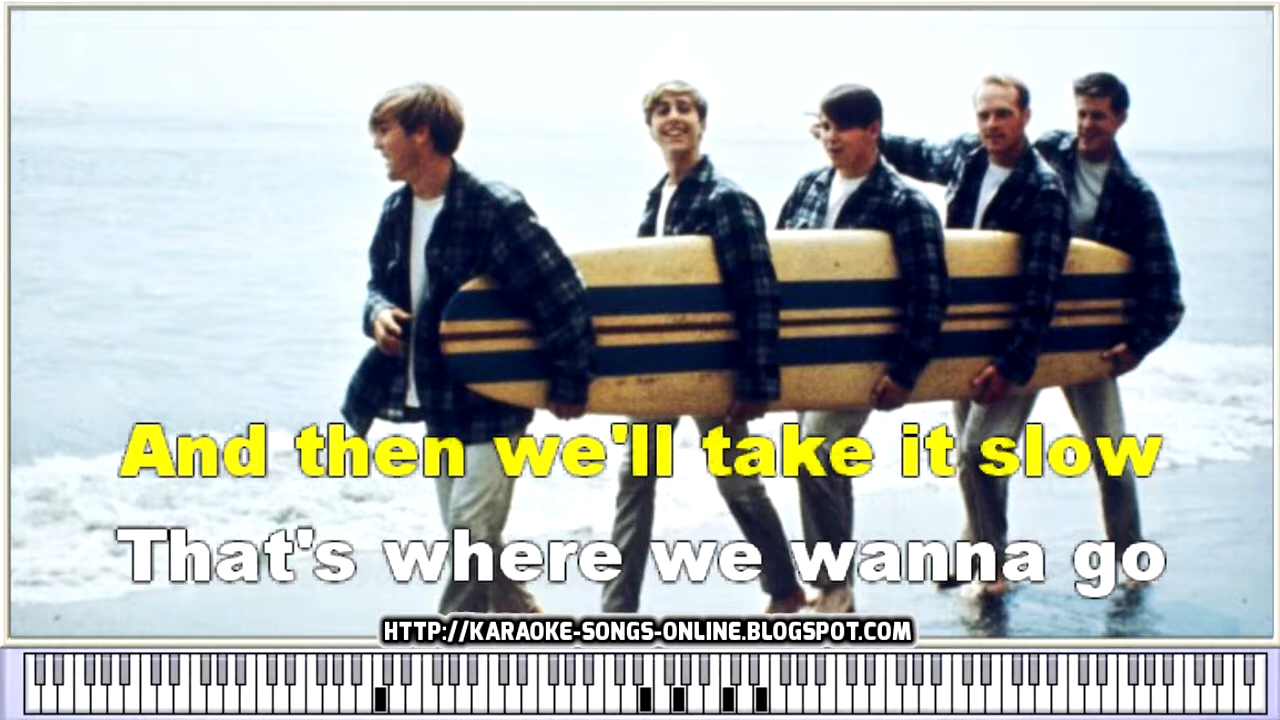 And then we'll take it slow
That's where we wanna go
HTTP://KARAOKE-SONGS-ONLINE.BLOGSPOT.COM